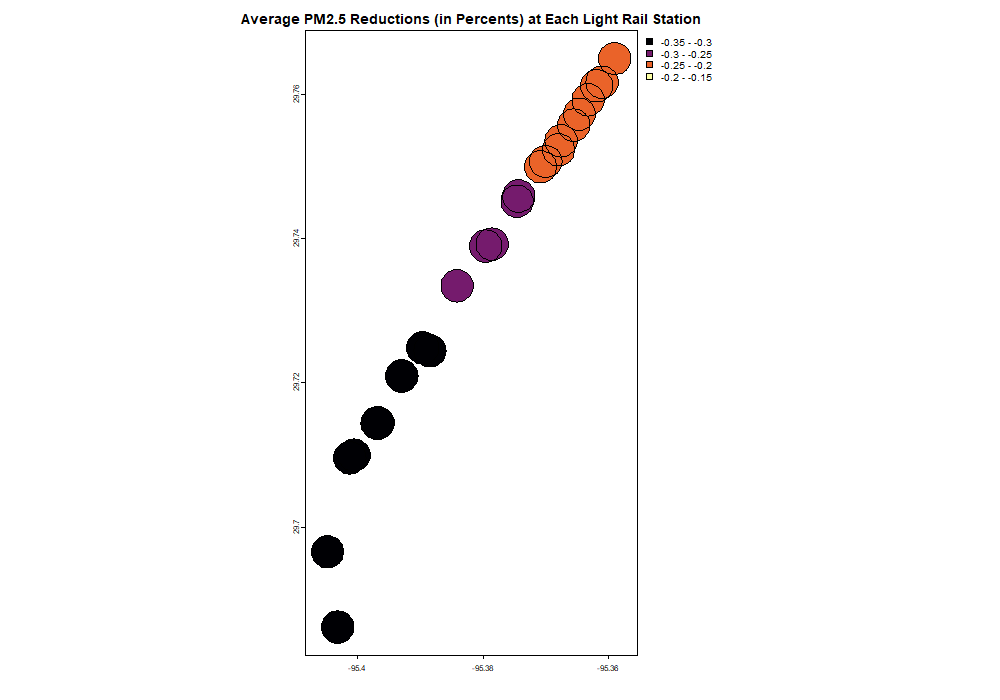 Average PM2.5 Reductions (in Percents) at Each Light Rail Station
-0.35 - -0.3
-0.3 - -0.25
-0.25 - -0.2
-0.2 - -0.15
29.76
29.74
29.72
29.7
-95.4
-95.38
-95.36